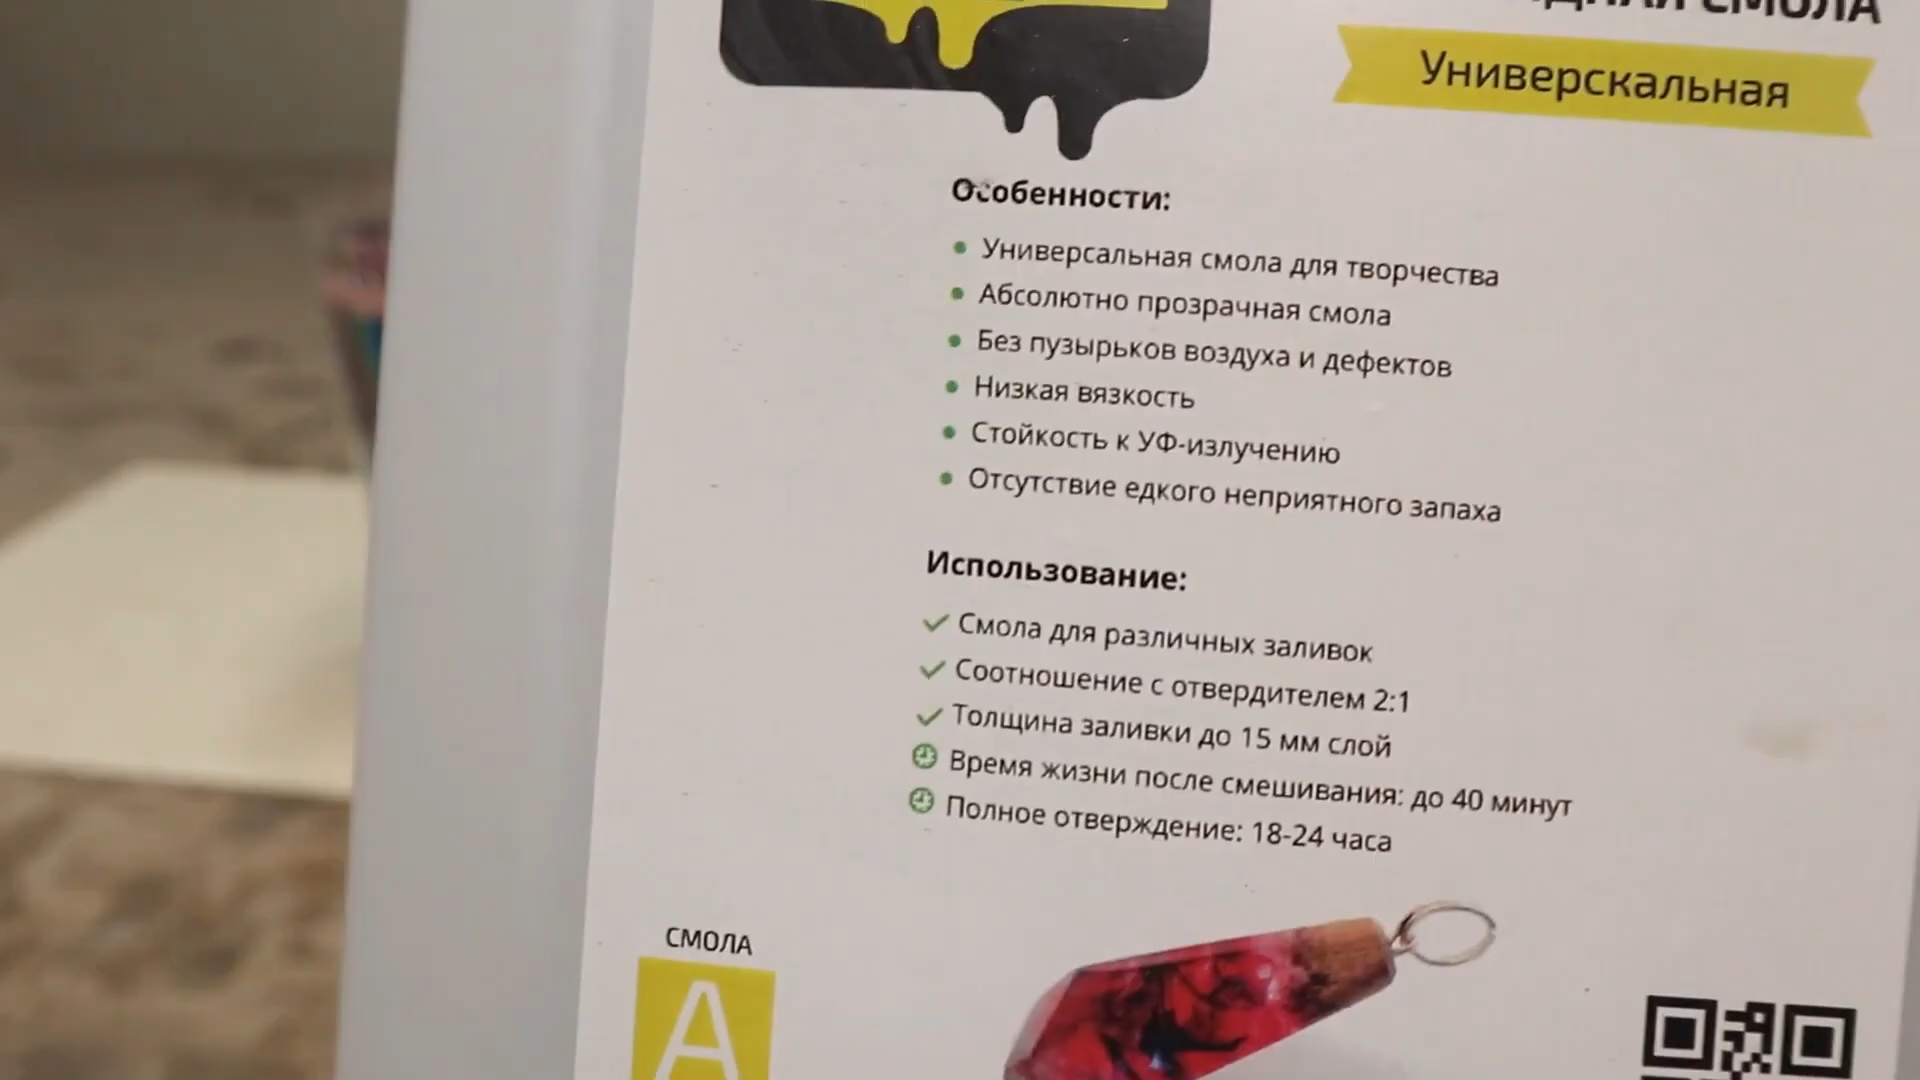 СМОЛА
Универскальная
Особенности:
Универсальная смола для творчества
Абсолютно прозрачная смола
Без пузырьков воздуха и дефектов
Низкая вязкость
Стойкость к УФ-излучению
Отсутствие едкого неприятного запаха
Использование:
Смола для различных заливок
Соотношение с отвердителем 2:1
Толщина заливки до 15 мм слой
Время жизни после смешивания: до 40 минут
Полное отверждение: 18-24 часа
СМОЛА
А